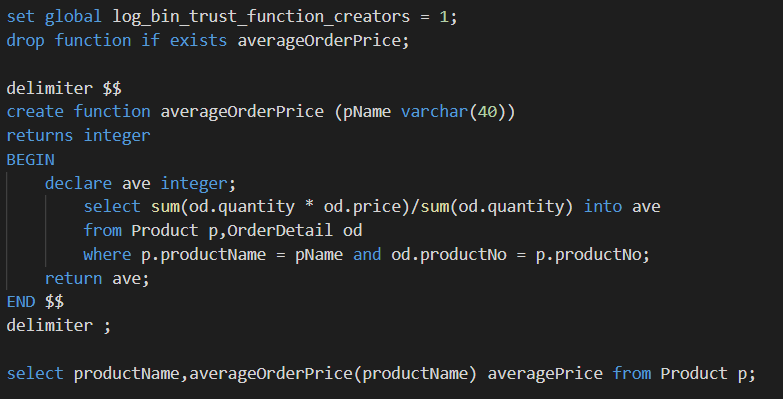 set global log_bin_trust_function_creators = 1;
drop function if exists averageOrderPrice;

delimiter $$
create function averageOrderPrice (pName varchar(40))
returns integer
BEGIN
    declare ave integer;
        select sum(od.quantity * od.price)/sum(od.quantity) into ave
        from Product p,OrderDetail od
        where p.productName = pName and od.productNo = p.productNo;
    return ave;
END $$
delimiter ;

select productName,averageOrderPrice(productName) averagePrice from Product p;